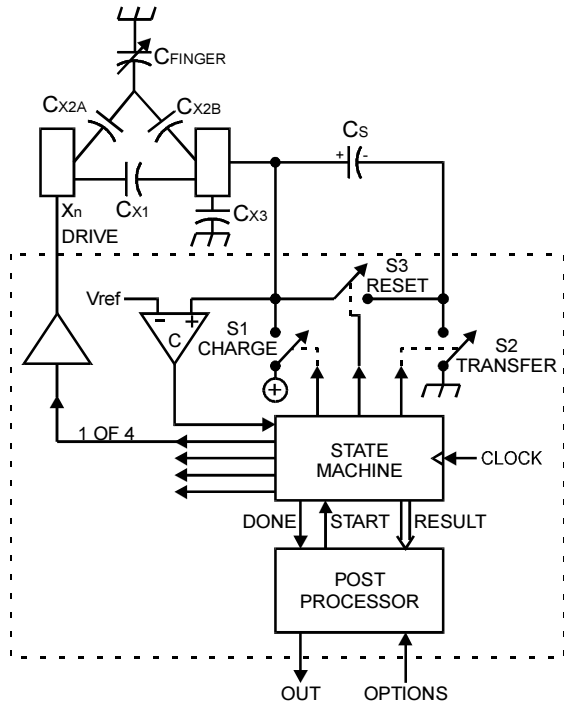 CFINGER
CX2A
CX2B
CS
+ -
CX1
Xn
CX3
DRIVE
S3
RESET
Vref
- +
C
S1
CHARGE
S2
TRANSFER
+
1 OF 4
STATE
MACHINE
CLOCK
DONE
START
RESULT
POST
PROCESSOR
OUT
OPTIONS